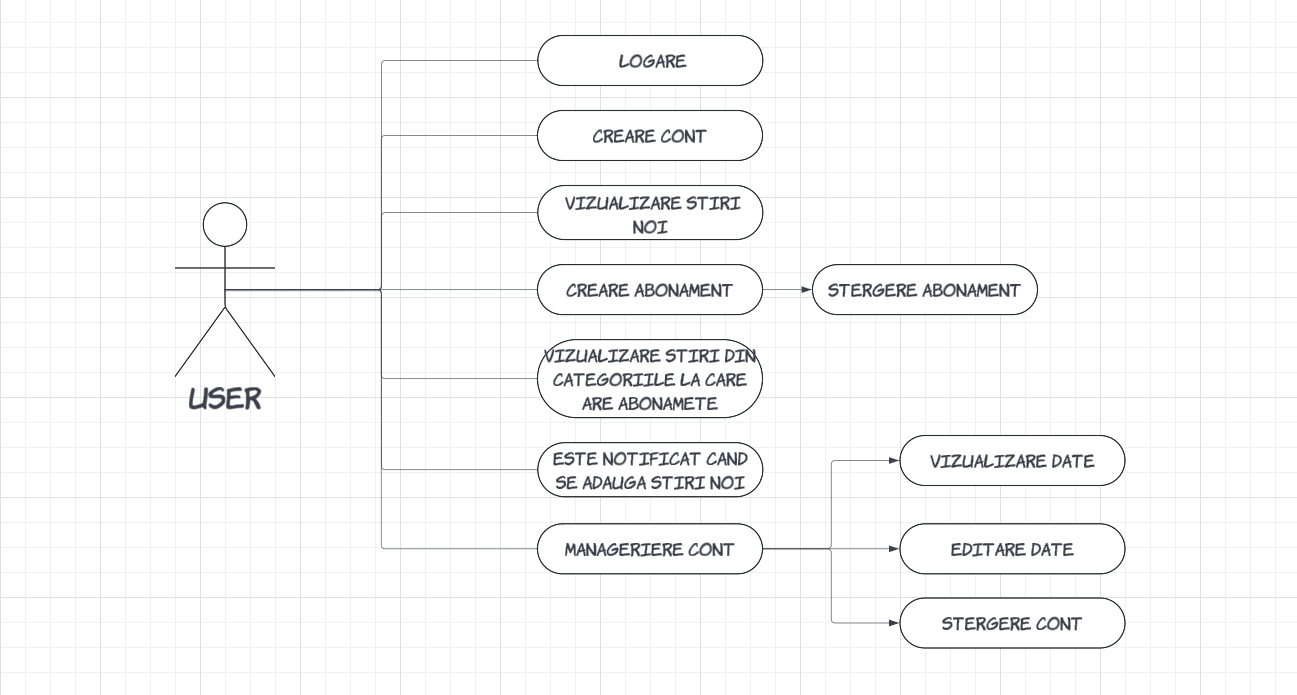 LOGARE
CREARE CONT
VIZUALIZARE STIRI
NOI
CREARE ABONAMENT
STERGERE ABONAMENT
VIZUALIZARE STIRI DIN
CATEGORIILE LA CARE
ARE ABONAMETE
USER
ESTE NOTIFICAT CAND
SE ADAUGA STIRI NOI
VIZUALIZARE DATE
MANAGERIERE CONT
EDITARE DATE
STERGERE CONT